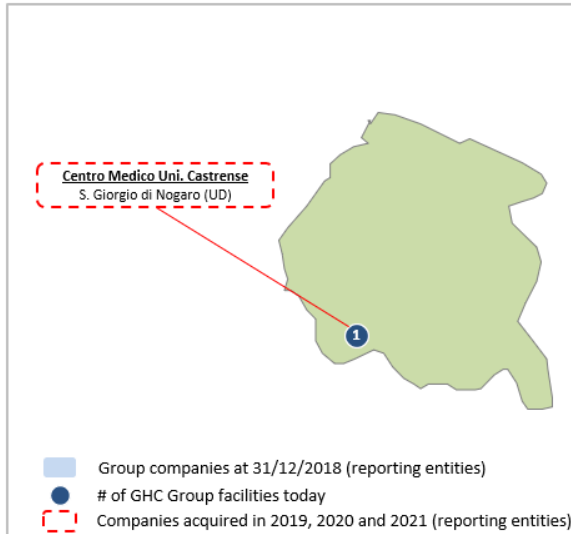 Centro Medico Uni. Castrense
S. Giorgio di Nogaro (UD)
1
Group companies at 31/12/2018 (reporting entities)
# of GHC Group facilities today
Companies acquired in 2019, 2020 and 2021 (reporting entities)